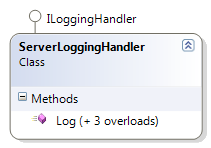 ILoggingHandler
ServerLoggingHandler
Class
Methods
Log (+ 3 overloads)